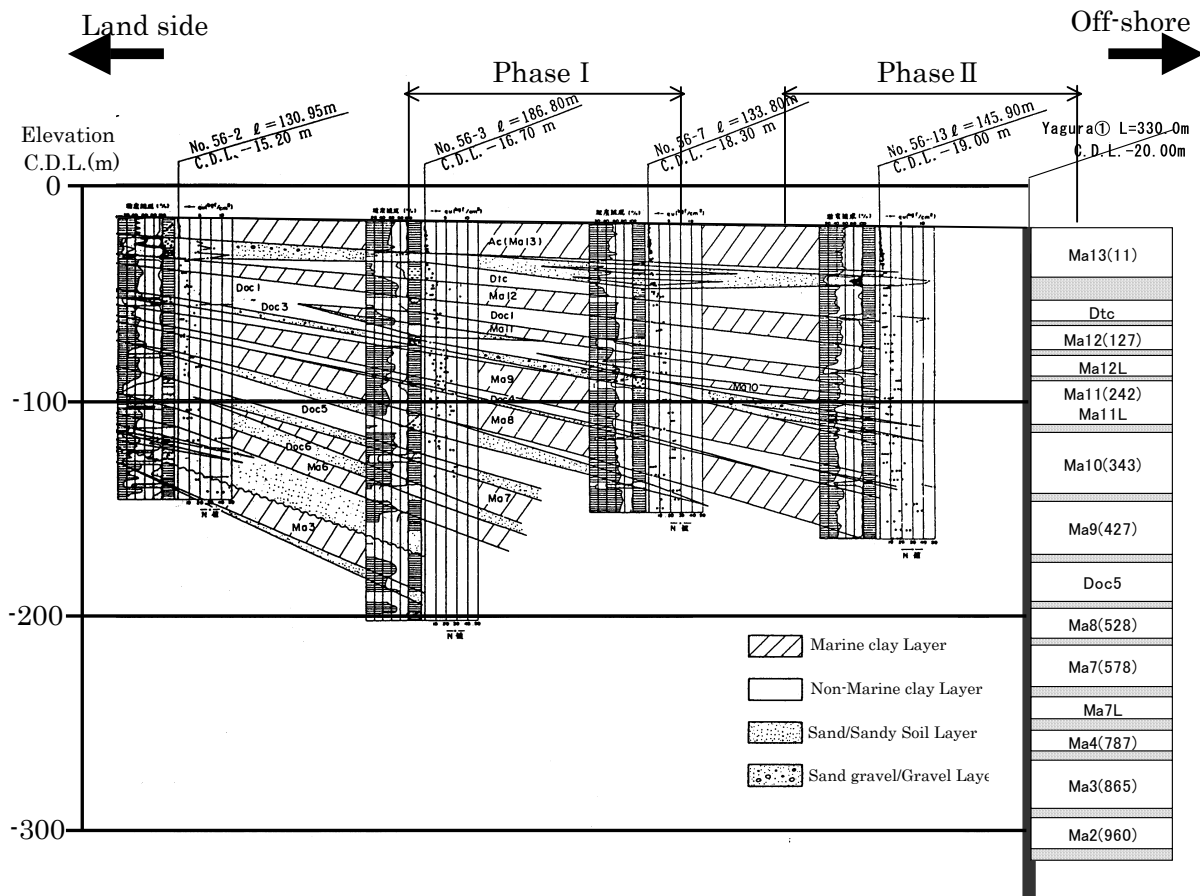 Land side
Off-shore
Phase I
Phase II
Elevation
C.D.L.(m)
No. 56-2 ℓ = 130.95m
C.D.L. -15.20 m
No. 56-3 ℓ = 186.80m
C.D.L. -16.70 m
No. 56-7 ℓ = 133.80m
C.D.L. -18.30 m
No. 56-13 ℓ = 145.90m
C.D.L. -19.00 m
Yagura① L=330.0m
C.D.L. -20.00m
0
-100
-200
-300
Ac(Ma13)
Dtc
Ma12
Doc1
Ma11
Doc1
Doc3
Ma10
Ma9
Ma8
Doc5
Doc6
Ma6
Ma7
Ma3
N 値
N 値
N 値
N 値
Marine clay Layer
Non-Marine clay Layer
Sand/Sandy Soil Layer
Sand gravel/Gravel Laye
Ma13(11)
Dtc
Ma12(127)
Ma12L
Ma11(242)
Ma11L
Ma10(343)
Ma9(427)
Doc5
Ma8(528)
Ma7(578)
Ma7L
Ma4(787)
Ma3(865)
Ma2(960)